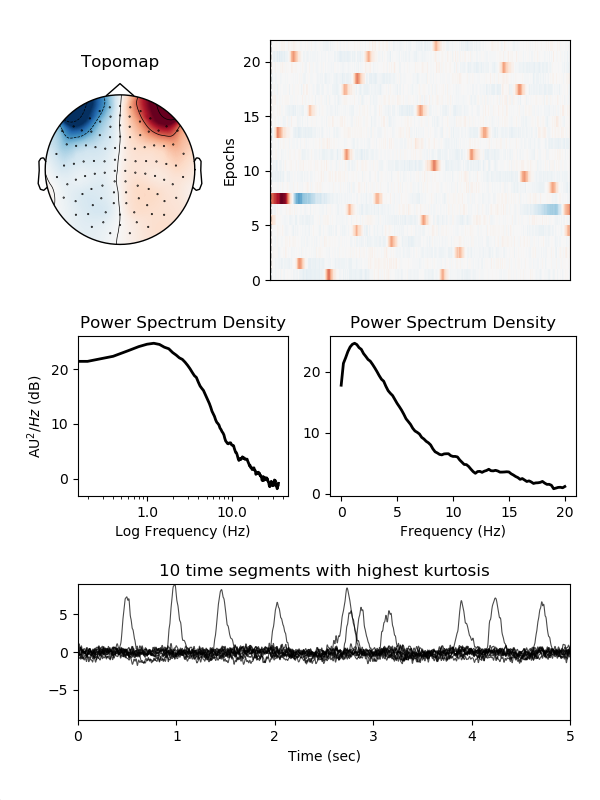 Topomap
Epochs
20
15
10
5
0
Power Spectrum Density
AU²/Hz (dB)
20
10
0
1.0 10.0
Log Frequency (Hz)
Power Spectrum Density
20
10
0
0 5 10 15 20
Frequency (Hz)
10 time segments with highest kurtosis
5
0
−5
0 1 2 3 4 5
Time (sec)